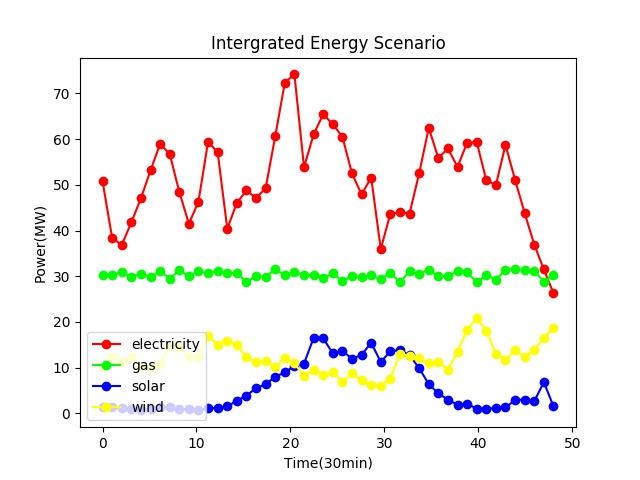 Intergrated Energy Scenario
Power(MW)
70
60
50
40
30
20
10
0
electricity
gas
solar
wind
0 10 20 30 40 50
Time(30min)